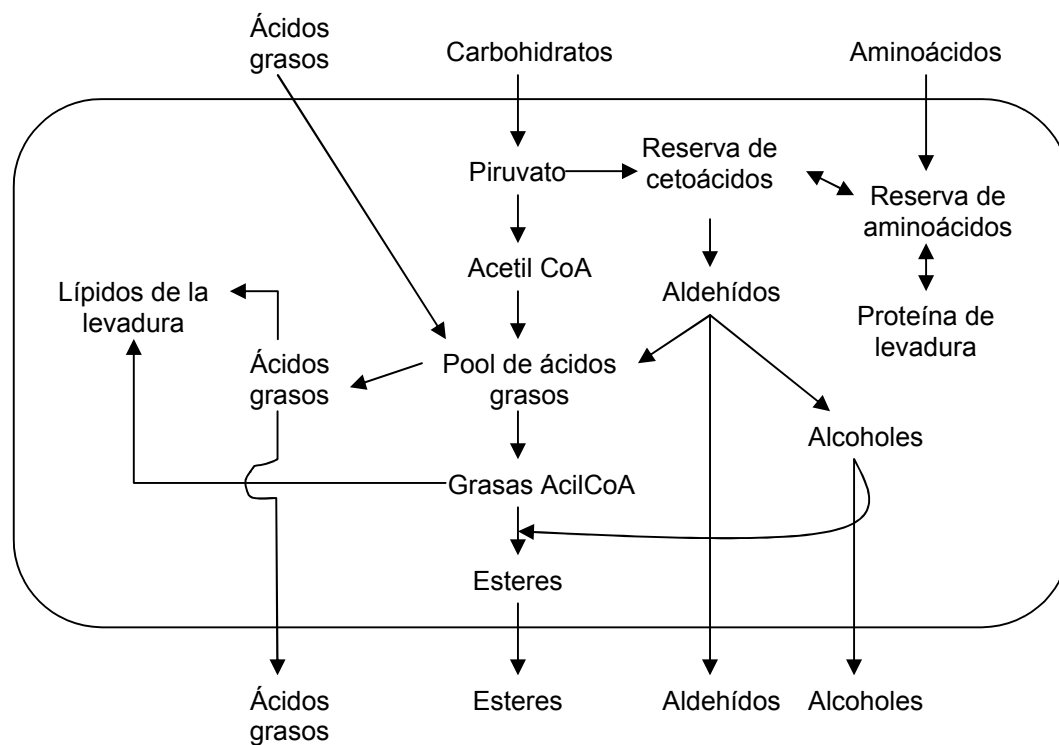 Ácidos
grasos
Carbohidratos
Aminoácidos
Piruvato
Reserva de
cetoácidos
Reserva de
aminoácidos
Acetil CoA
Aldehídos
Lípidos de la
levadura
Proteína de
levadura
Ácidos
grasos
Pool de ácidos
grasos
Alcoholes
Grasas AcilCoA
Esteres
Ácidos
grasos
Esteres
Aldehídos
Alcoholes